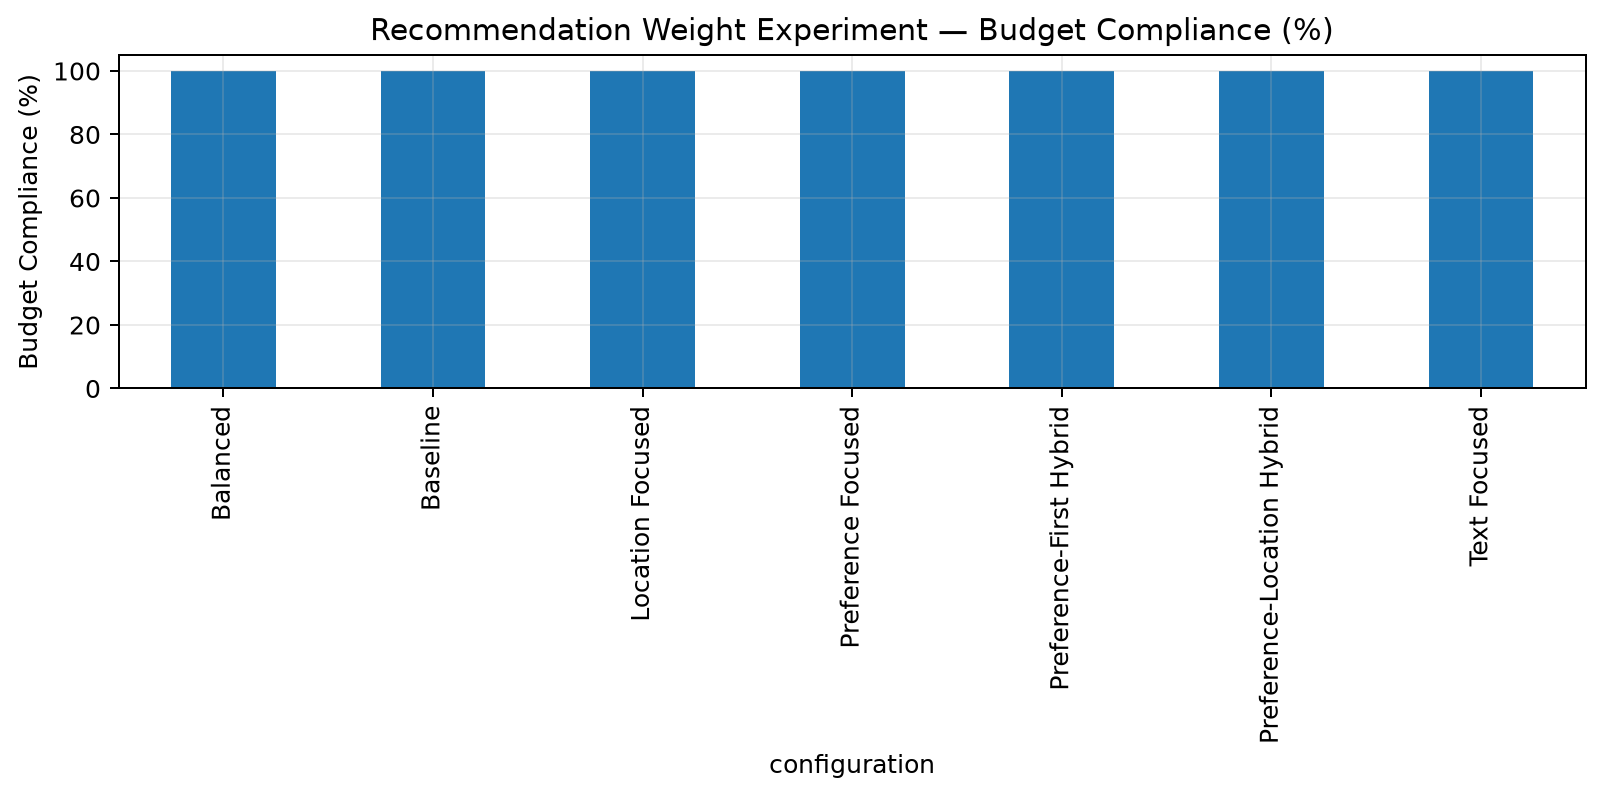 Recommendation Weight Experiment — Budget Compliance (%)
Budget Compliance (%)
100
80
60
40
20
0
Balanced
Baseline
Location Focused
Preference Focused
Preference-First Hybrid
Preference-Location Hybrid
Text Focused
configuration